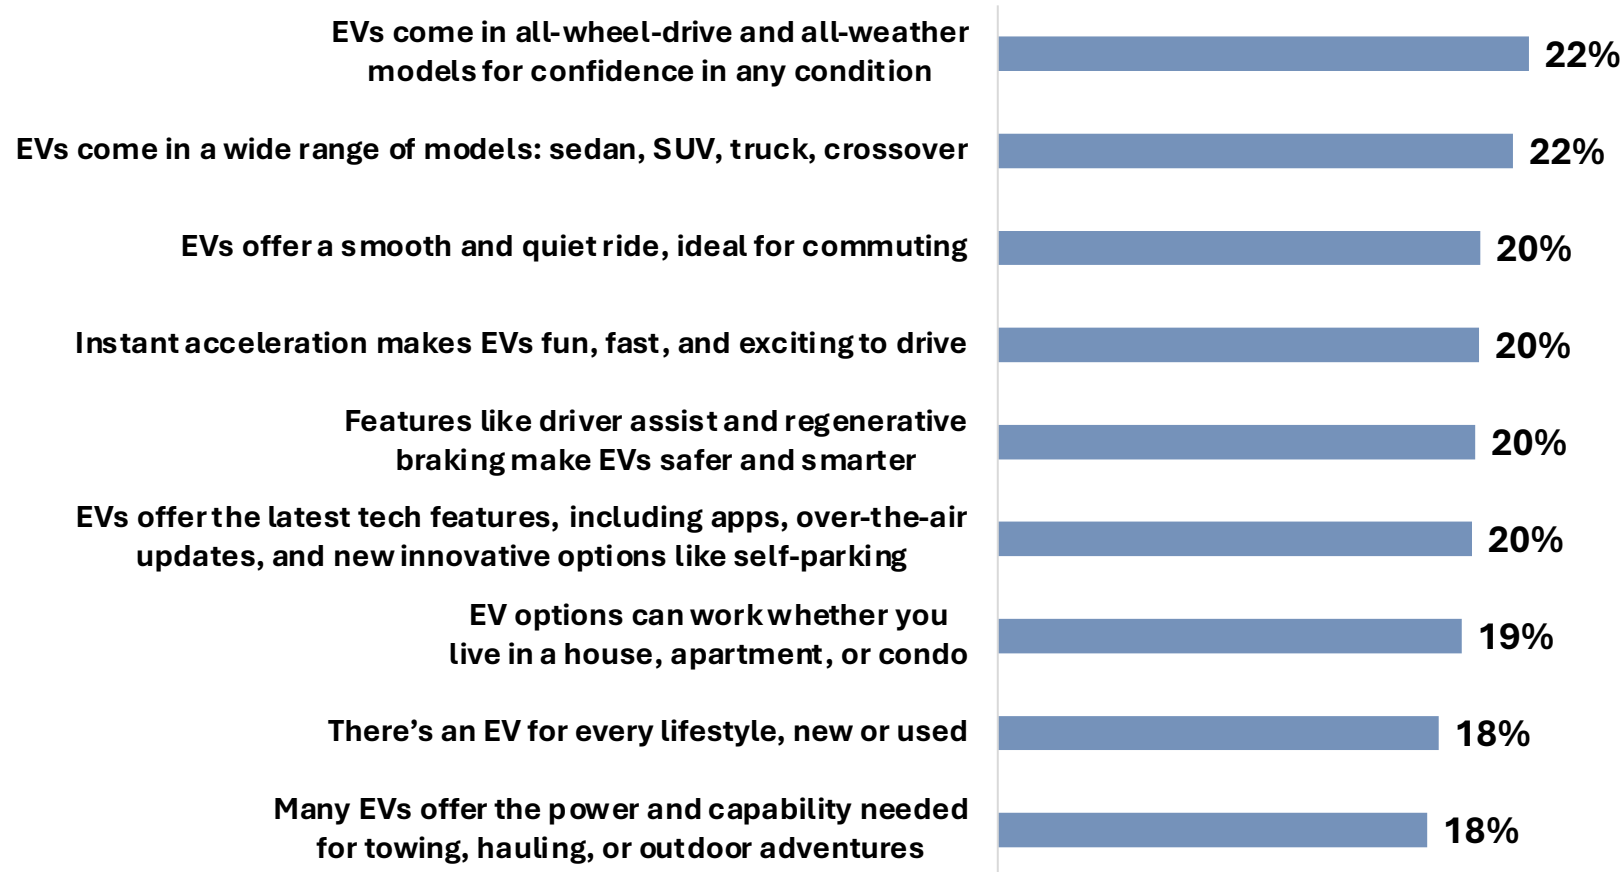 EVs come in all-wheel-drive and all-weather
models for confidence in any condition
22%
EVs come in a wide range of models: sedan, SUV, truck, crossover
22%
EVs offer a smooth and quiet ride, ideal for commuting
20%
Instant acceleration makes EVs fun, fast, and exciting to drive
20%
Features like driver assist and regenerative
braking make EVs safer and smarter
20%
EVs offer the latest tech features, including apps, over-the-air
updates, and new innovative options like self-parking
20%
EV options can work whether you
live in a house, apartment, or condo
19%
There’s an EV for every lifestyle, new or used
18%
Many EVs offer the power and capability needed
for towing, hauling, or outdoor adventures
18%